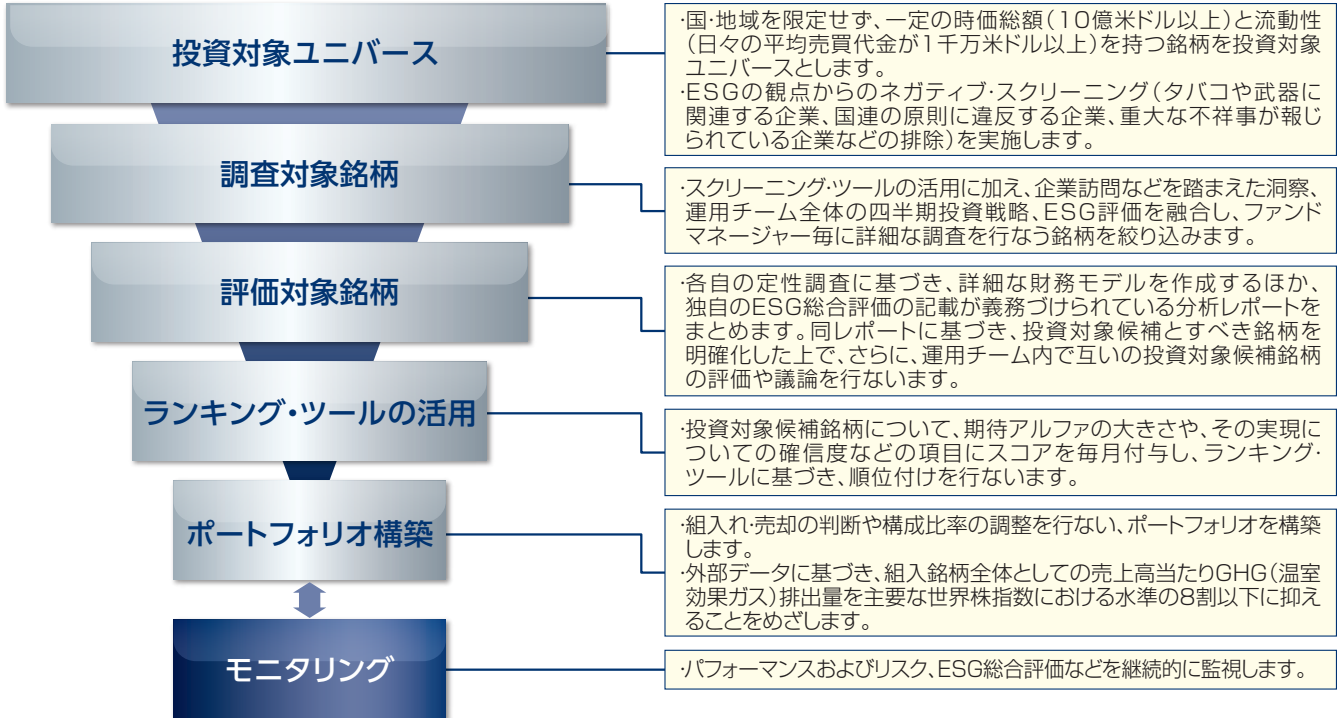 投資対象ユニバース
・国・地域を限定せず、一定の時価総額(10億米ドル以上)と流動性
(日々の平均売買代金が1千万米ドル以上)を持つ銘柄を投資対象
ユニバースとします。
・ESGの観点からのネガティブ・スクリーニング(タバコや武器に
関連する企業、国連の原則に違反する企業、重大な不祥事が報じ
られている企業などの排除)を実施します。
調査対象銘柄
・スクリーニング・ツールの活用に加え、企業訪問などを踏まえた洞察、
運用チーム全体の四半期投資戦略、ESG評価を融合し、ファンド
マネージャー毎に詳細な調査を行なう銘柄を絞り込みます。
評価対象銘柄
・各自の定性調査に基づき、詳細な財務モデルを作成するほか、
独自のESG総合評価の記載が義務づけられている分析レポートを
まとめます。同レポートに基づき、投資対象候補とすべき銘柄を
明確化した上で、さらに、運用チーム内で互いの投資対象候補銘柄
の評価や議論を行ないます。
ランキング・ツールの活用
・投資対象候補銘柄について、期待アルファの大きさや、その実現に
ついての確信度などの項目にスコアを毎月付与し、ランキング・
ツールに基づき、順位付けを行ないます。
ポートフォリオ構築
・組入れ・売却の判断や構成比率の調整を行ない、ポートフォリオを構築
します。
・外部データに基づき、組入銘柄全体としての売上高当たりGHG(温室
効果ガス)排出量を主要な世界株指数における水準の8割以下に抑え
ることをめざします。
モニタリング
・パフォーマンスおよびリスク、ESG総合評価などを継続的に監視します。